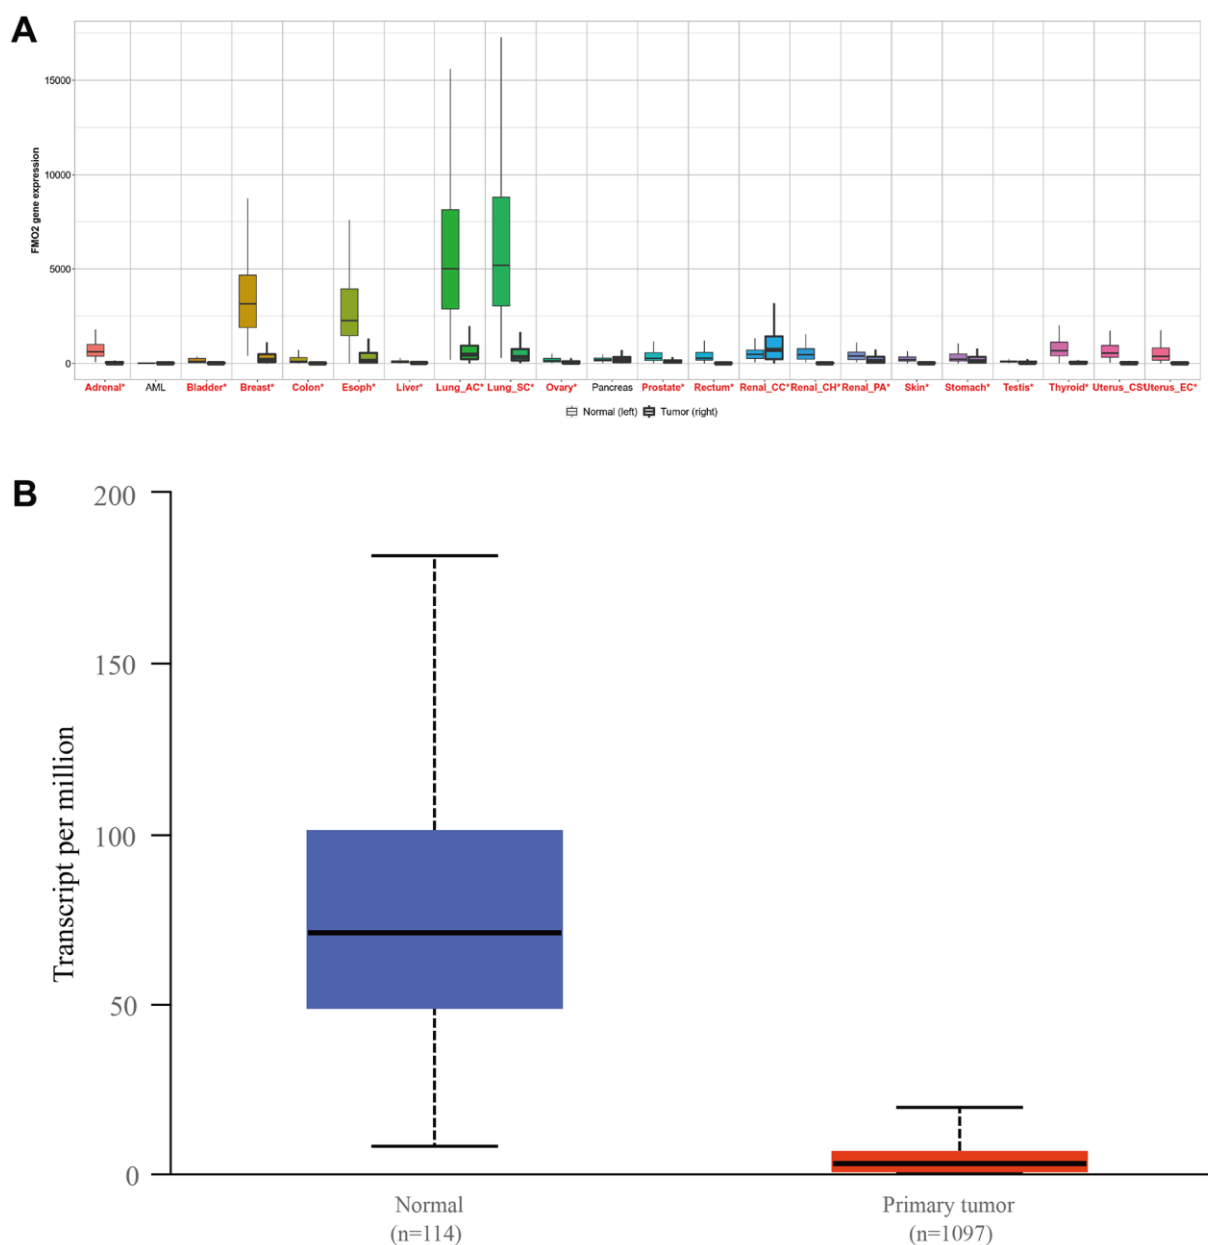 A
FMO2 gene expression
15000
10000
5000
0
Adrenal* AML Bladder* Breast* Colon* Esoph* Liver* Lung_AC* Lung_SC* Ovary* Pancreas Prostate* Rectum* Renal_CC* Renal_CH* Renal_PA* Skin* Stomach* Testis* Thyroid* Uterus_CS* Uterus_EC*
Normal (left) Tumor (right)
B
Transcript per million
200
150
100
50
0
Normal
(n=114)
Primary tumor
(n=1097)